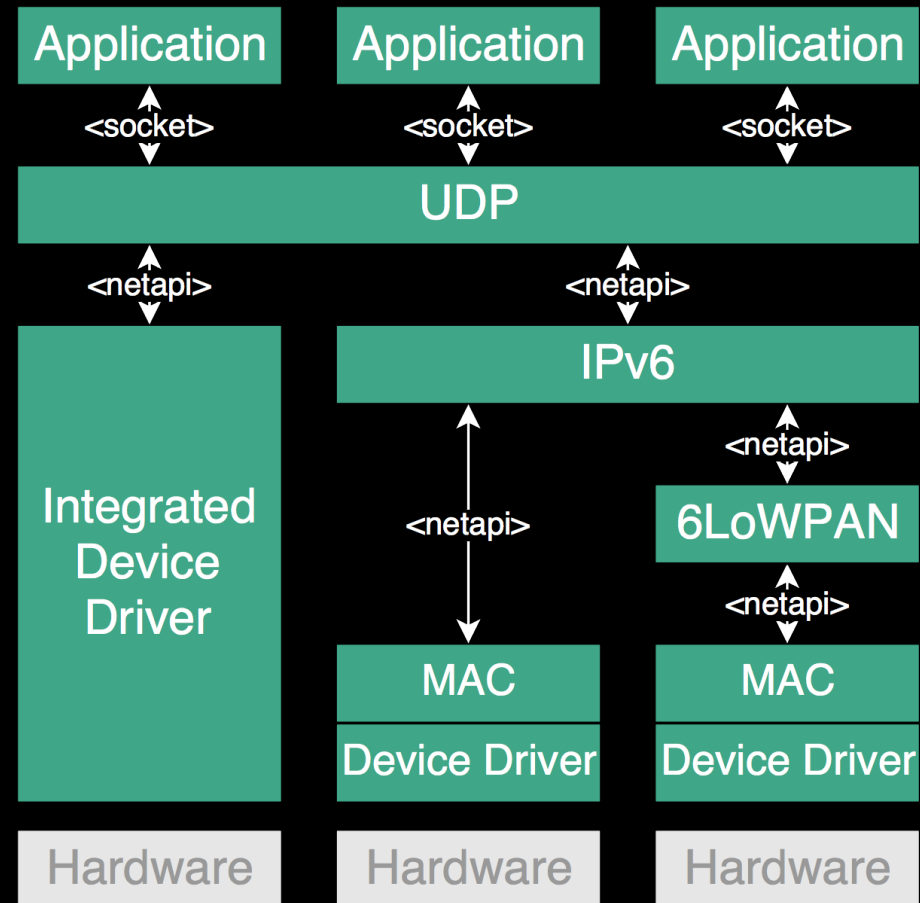 Application
Application
Application
<socket>
<socket>
<socket>
UDP
<netapi>
<netapi>
IPv6
<netapi>
Integrated
Device
Driver
<netapi>
6LoWPAN
<netapi>
MAC
MAC
Device Driver
Device Driver
Hardware
Hardware
Hardware